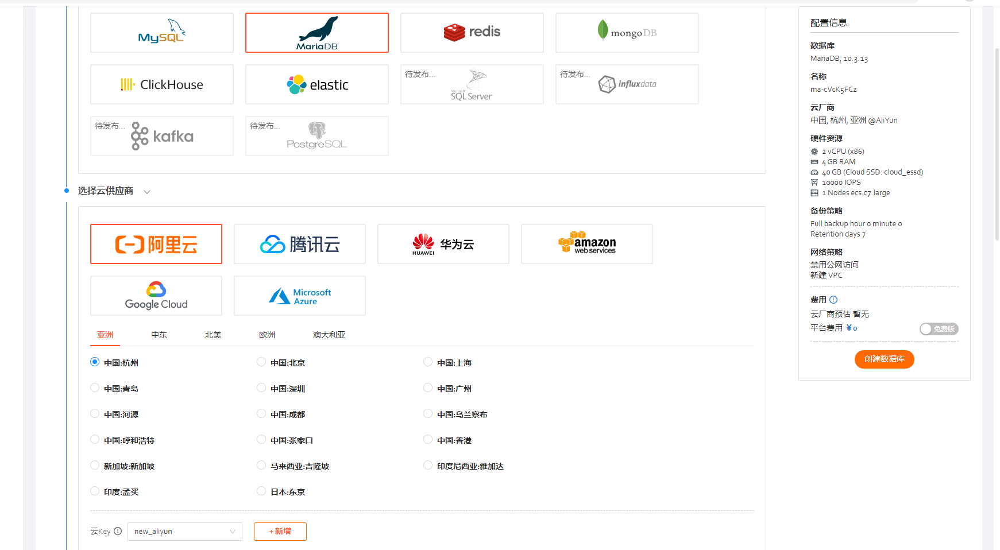 MySQL
MariaDB
redis
mongoDB
ClickHouse
elastic
待发布...
Microsoft
SQL Server
待发布...
influxdata
待发布...
kafka
待发布...
PostgreSQL
选择云供应商
阿里云
腾讯云
HUAWEI
华为云
amazon
web services
Google Cloud
Microsoft
Azure
亚洲
中东
北美
欧洲
澳大利亚
中国:杭州
中国:北京
中国:上海
中国:青岛
中国:深圳
中国:广州
中国:河源
中国:成都
中国:乌兰察布
中国:呼和浩特
中国:张家口
中国:香港
新加坡:新加坡
马来西亚:吉隆坡
印度尼西亚:雅加达
印度:孟买
日本:东京
云Key
new_aliyun
+ 新增
配置信息
数据库
MariaDB, 10.3.13
名称
ma-cVcK5FCz
云厂商
中国, 杭州, 亚洲 @AliYun
硬件资源
2 vCPU (x86)
4 GB RAM
40 GB (Cloud SSD: cloud_essd)
10000 IOPS
1 Nodes ecs.c7.large
备份策略
Full backup hour 0 minute 0
Retention days 7
网络策略
禁用公网访问
新建 VPC
费用
云厂商预估 暂无
平台费用 ¥ 0
免费版
创建数据库